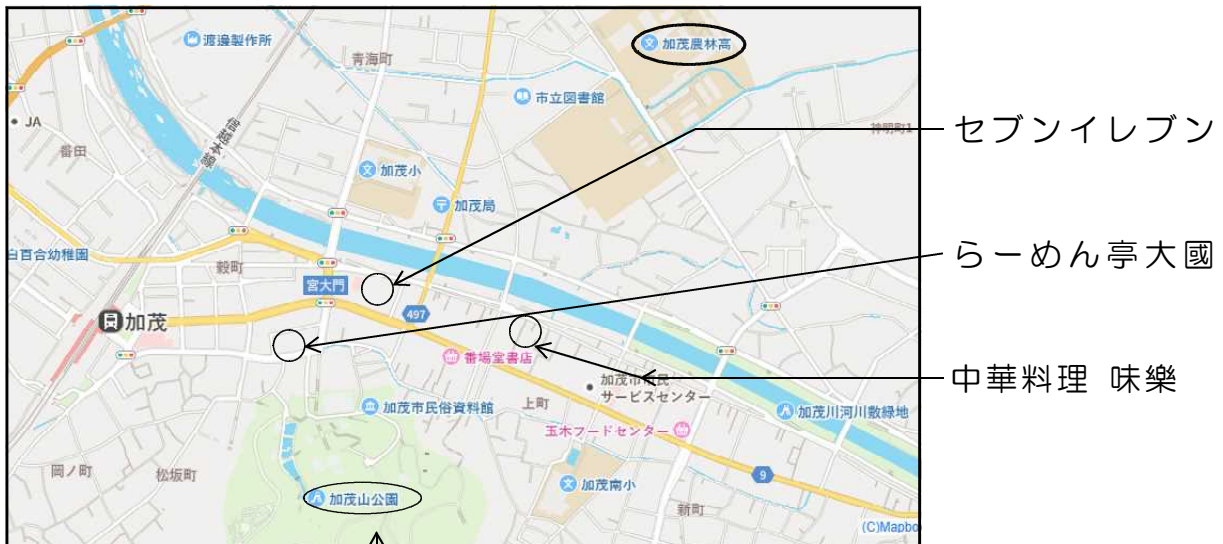 渡邉製作所
青海町
加茂農林高
市立図書館
JA
信越本線
番田
神明町1
セブンイレブン
加茂小
加茂局
白百合幼稚園
穀町
らーめん亭大國
宮大門
497
加茂
番場堂書店
加茂市市民
サービスセンター
中華料理 味樂
加茂市民俗資料館
上町
加茂川河川敷緑地
玉木フードセンター
岡ノ町
松坂町
9
加茂山公園
加茂南小
新町
(C)Mapbo